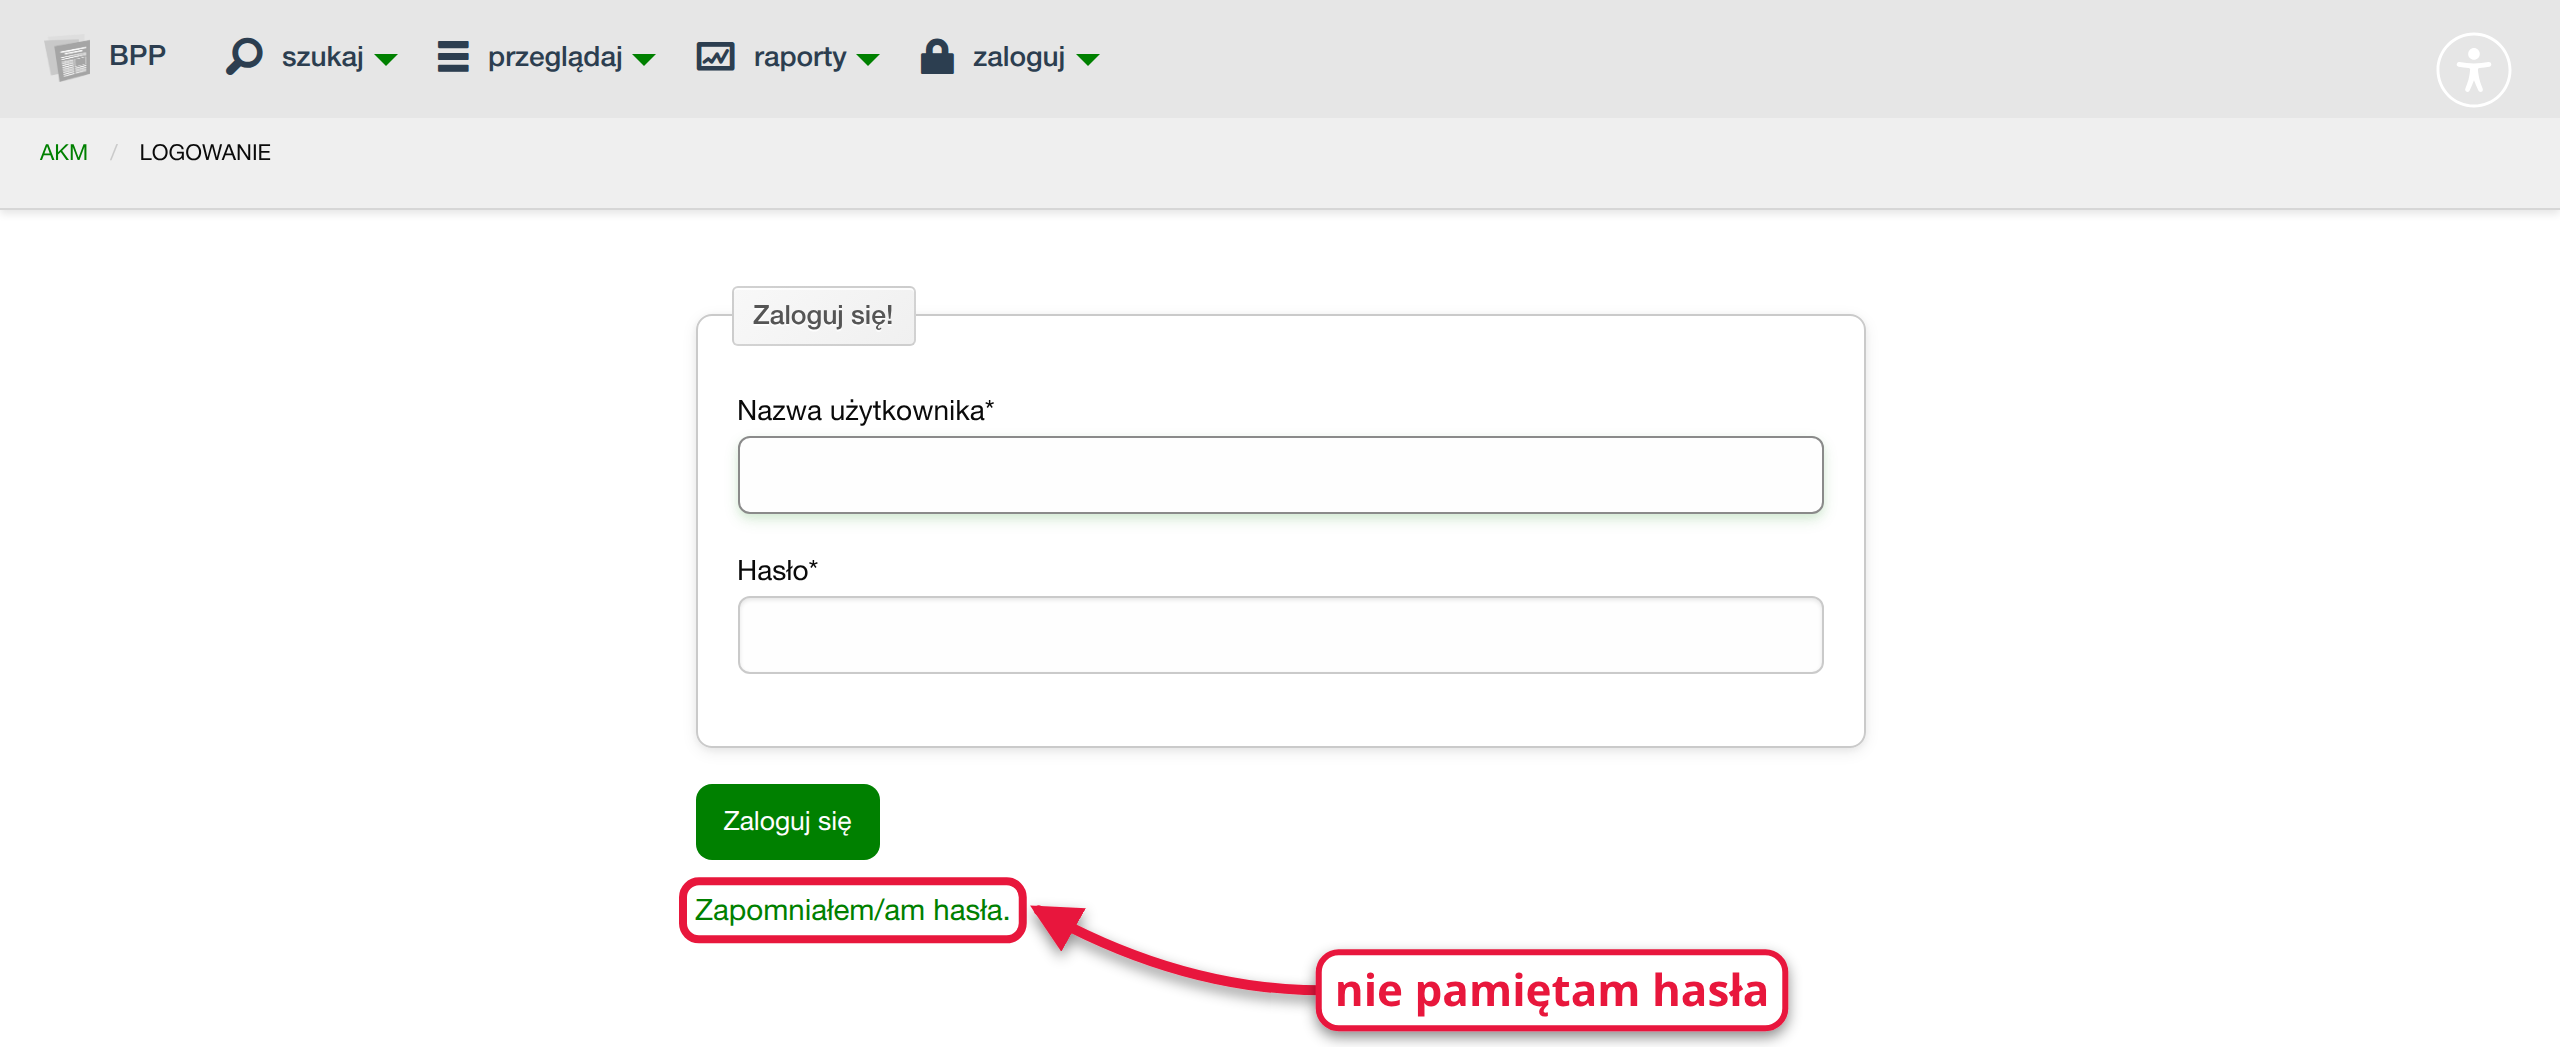 BPP szukaj przeglądaj raporty zaloguj
AKM / LOGOWANIE
Zaloguj się!
Nazwa użytkownika*
Hasło*
Zaloguj się
Zapomniałem/am hasła.
nie pamiętam hasła